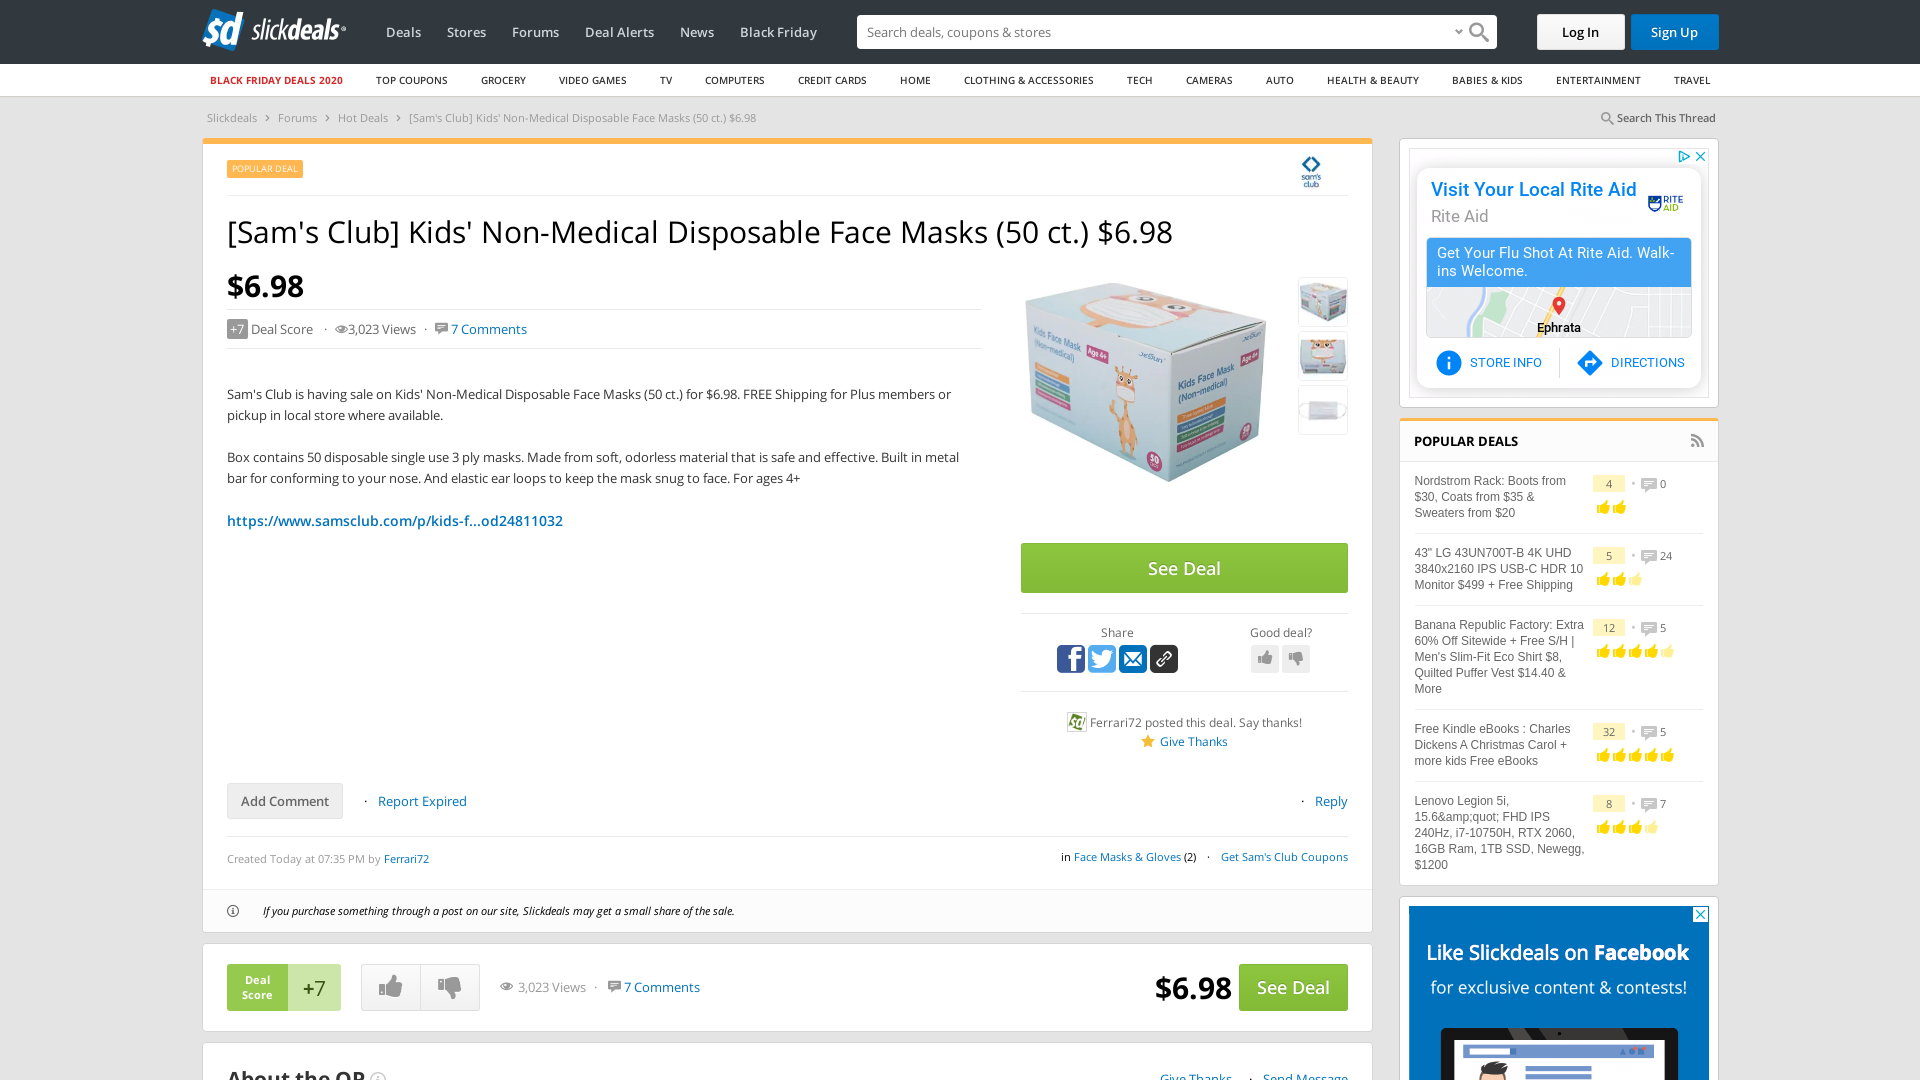 slickdeals
Deals
Stores
Forums
Deal Alerts
News
Black Friday
Search deals, coupons & stores
Log In
Sign Up
BLACK FRIDAY DEALS 2020
TOP COUPONS
GROCERY
VIDEO GAMES
TV
COMPUTERS
CREDIT CARDS
HOME
CLOTHING & ACCESSORIES
TECH
CAMERAS
AUTO
HEALTH & BEAUTY
BABIES & KIDS
ENTERTAINMENT
TRAVEL
Slickdeals > Forums > Hot Deals > [Sam's Club] Kids' Non-Medical Disposable Face Masks (50 ct.) $6.98
Search This Thread
POPULAR DEAL
sam's
club
[Sam's Club] Kids' Non-Medical Disposable Face Masks (50 ct.) $6.98
$6.98
+7 Deal Score · 3,023 Views · 7 Comments
Sam's Club is having sale on Kids' Non-Medical Disposable Face Masks (50 ct.) for $6.98. FREE Shipping for Plus members or
pickup in local store where available.
Box contains 50 disposable single use 3 ply masks. Made from soft, odorless material that is safe and effective. Built in metal
bar for conforming to your nose. And elastic ear loops to keep the mask snug to face. For ages 4+
https://www.samsclub.com/p/kids-f...od24811032
Kids Face Mask
(Non-medical)
Age 4+
JetSun
Age 4+
Kids Face Mask
(Non-medical)
50
See Deal
Share
Good deal?
Ferrari72 posted this deal. Say thanks!
Give Thanks
Add Comment
· Report Expired
· Reply
Created Today at 07:35 PM by Ferrari72
in Face Masks & Gloves (2) · Get Sam's Club Coupons
If you purchase something through a post on our site, Slickdeals may get a small share of the sale.
Deal
Score
+7
3,023 Views · 7 Comments
$6.98
See Deal
About the OP
Give Thanks · Send Message
Visit Your Local Rite Aid
Rite Aid
RITE
AID
Get Your Flu Shot At Rite Aid. Walk-
ins Welcome.
Ephrata
STORE INFO
DIRECTIONS
POPULAR DEALS
Nordstrom Rack: Boots from
$30, Coats from $35 &
Sweaters from $20
4 · 0
43" LG 43UN700T-B 4K UHD
3840x2160 IPS USB-C HDR 10
Monitor $499 + Free Shipping
5 · 24
Banana Republic Factory: Extra
60% Off Sitewide + Free S/H |
Men's Slim-Fit Eco Shirt $8,
Quilted Puffer Vest $14.40 &
More
12 · 5
Free Kindle eBooks : Charles
Dickens A Christmas Carol +
more kids Free eBooks
32 · 5
Lenovo Legion 5i,
15.6&amp;quot; FHD IPS
240Hz, i7-10750H, RTX 2060,
16GB Ram, 1TB SSD, Newegg,
$1200
8 · 7
Like Slickdeals on Facebook
for exclusive content & contests!